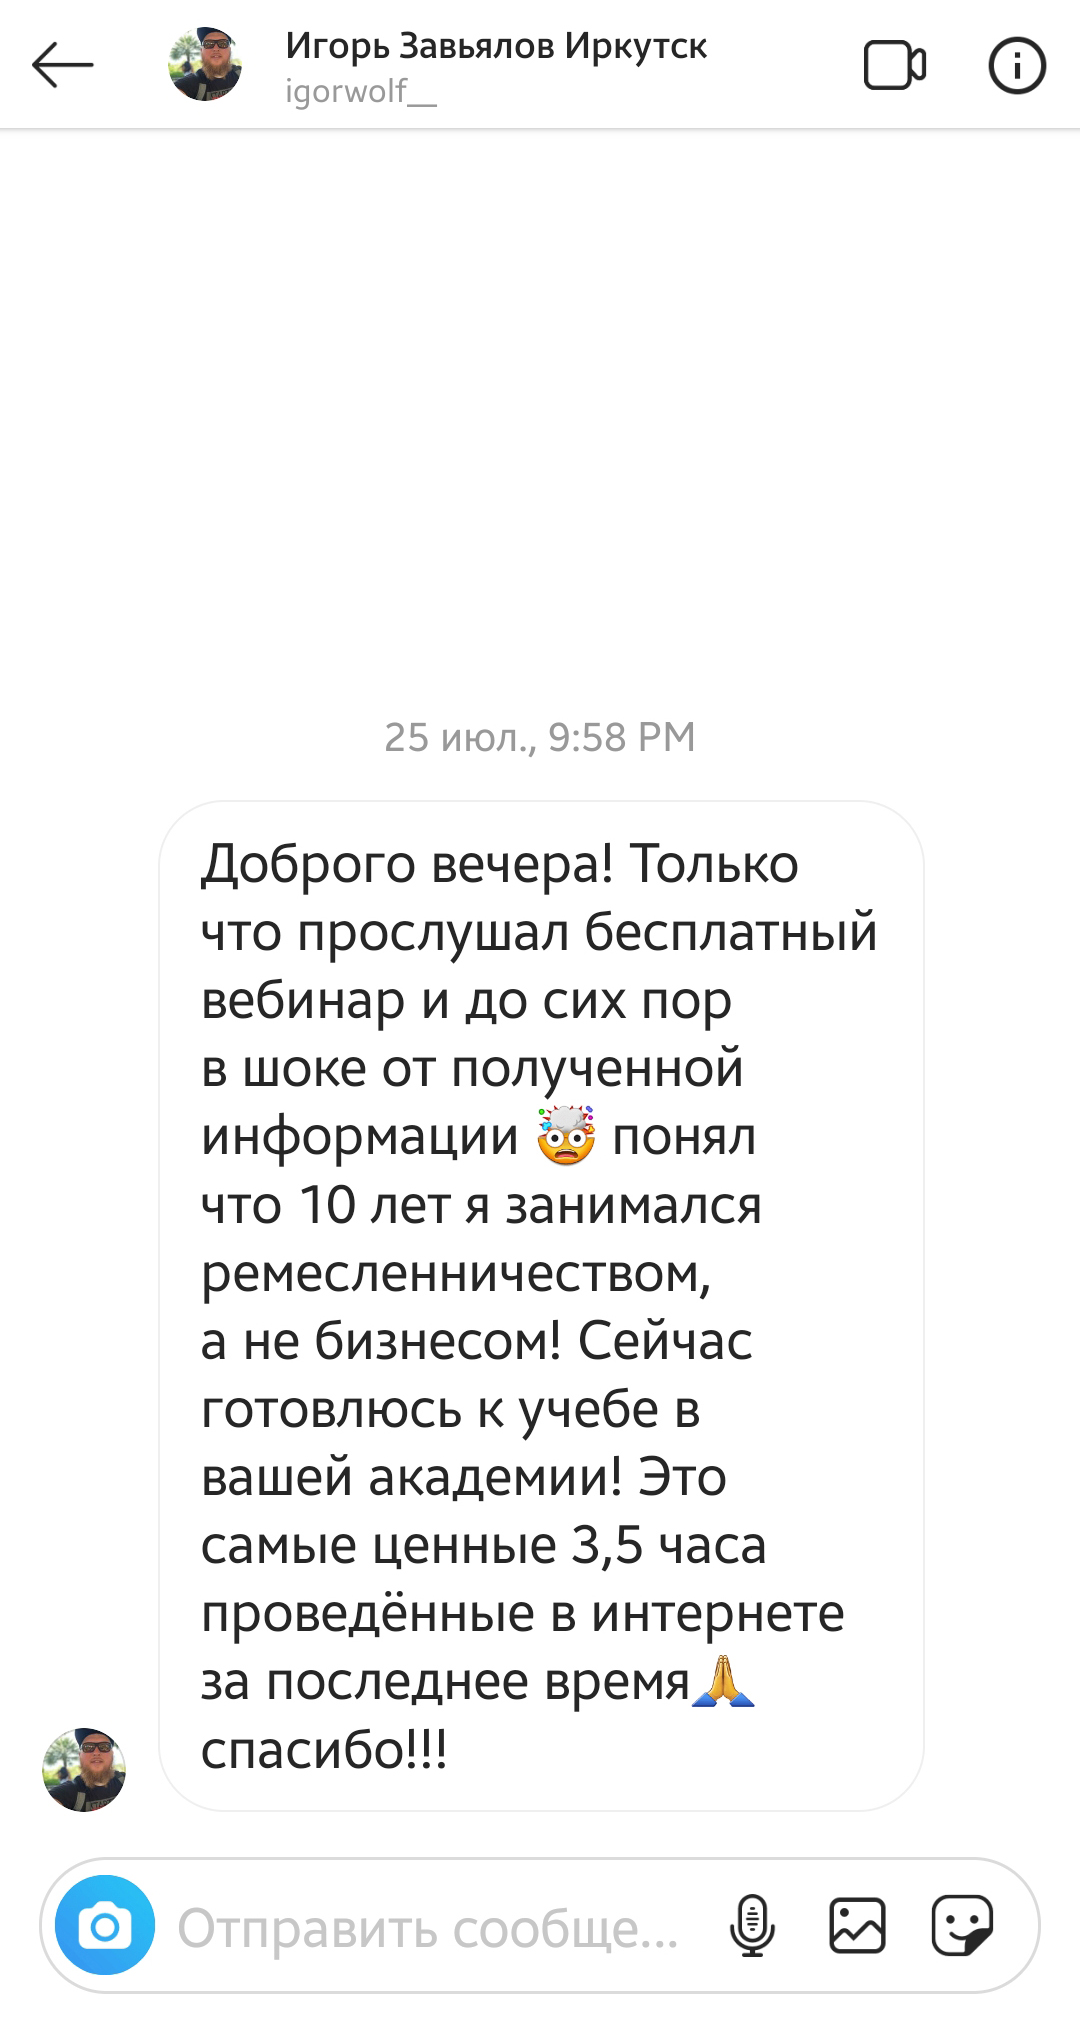 Игорь Завьялов Иркутск
igorwolf__
25 июл., 9:58 PM
Доброго вечера! Только
что прослушал бесплатный
вебинар и до сих пор
в шоке от полученной
информации 🤯 понял
что 10 лет я занимался
ремесленничеством,
а не бизнесом! Сейчас
готовлюсь к учебе в
вашей академии! Это
самые ценные 3,5 часа
проведённые в интернете
за последнее время🙏
спасибо!!!
Отправить сообще...